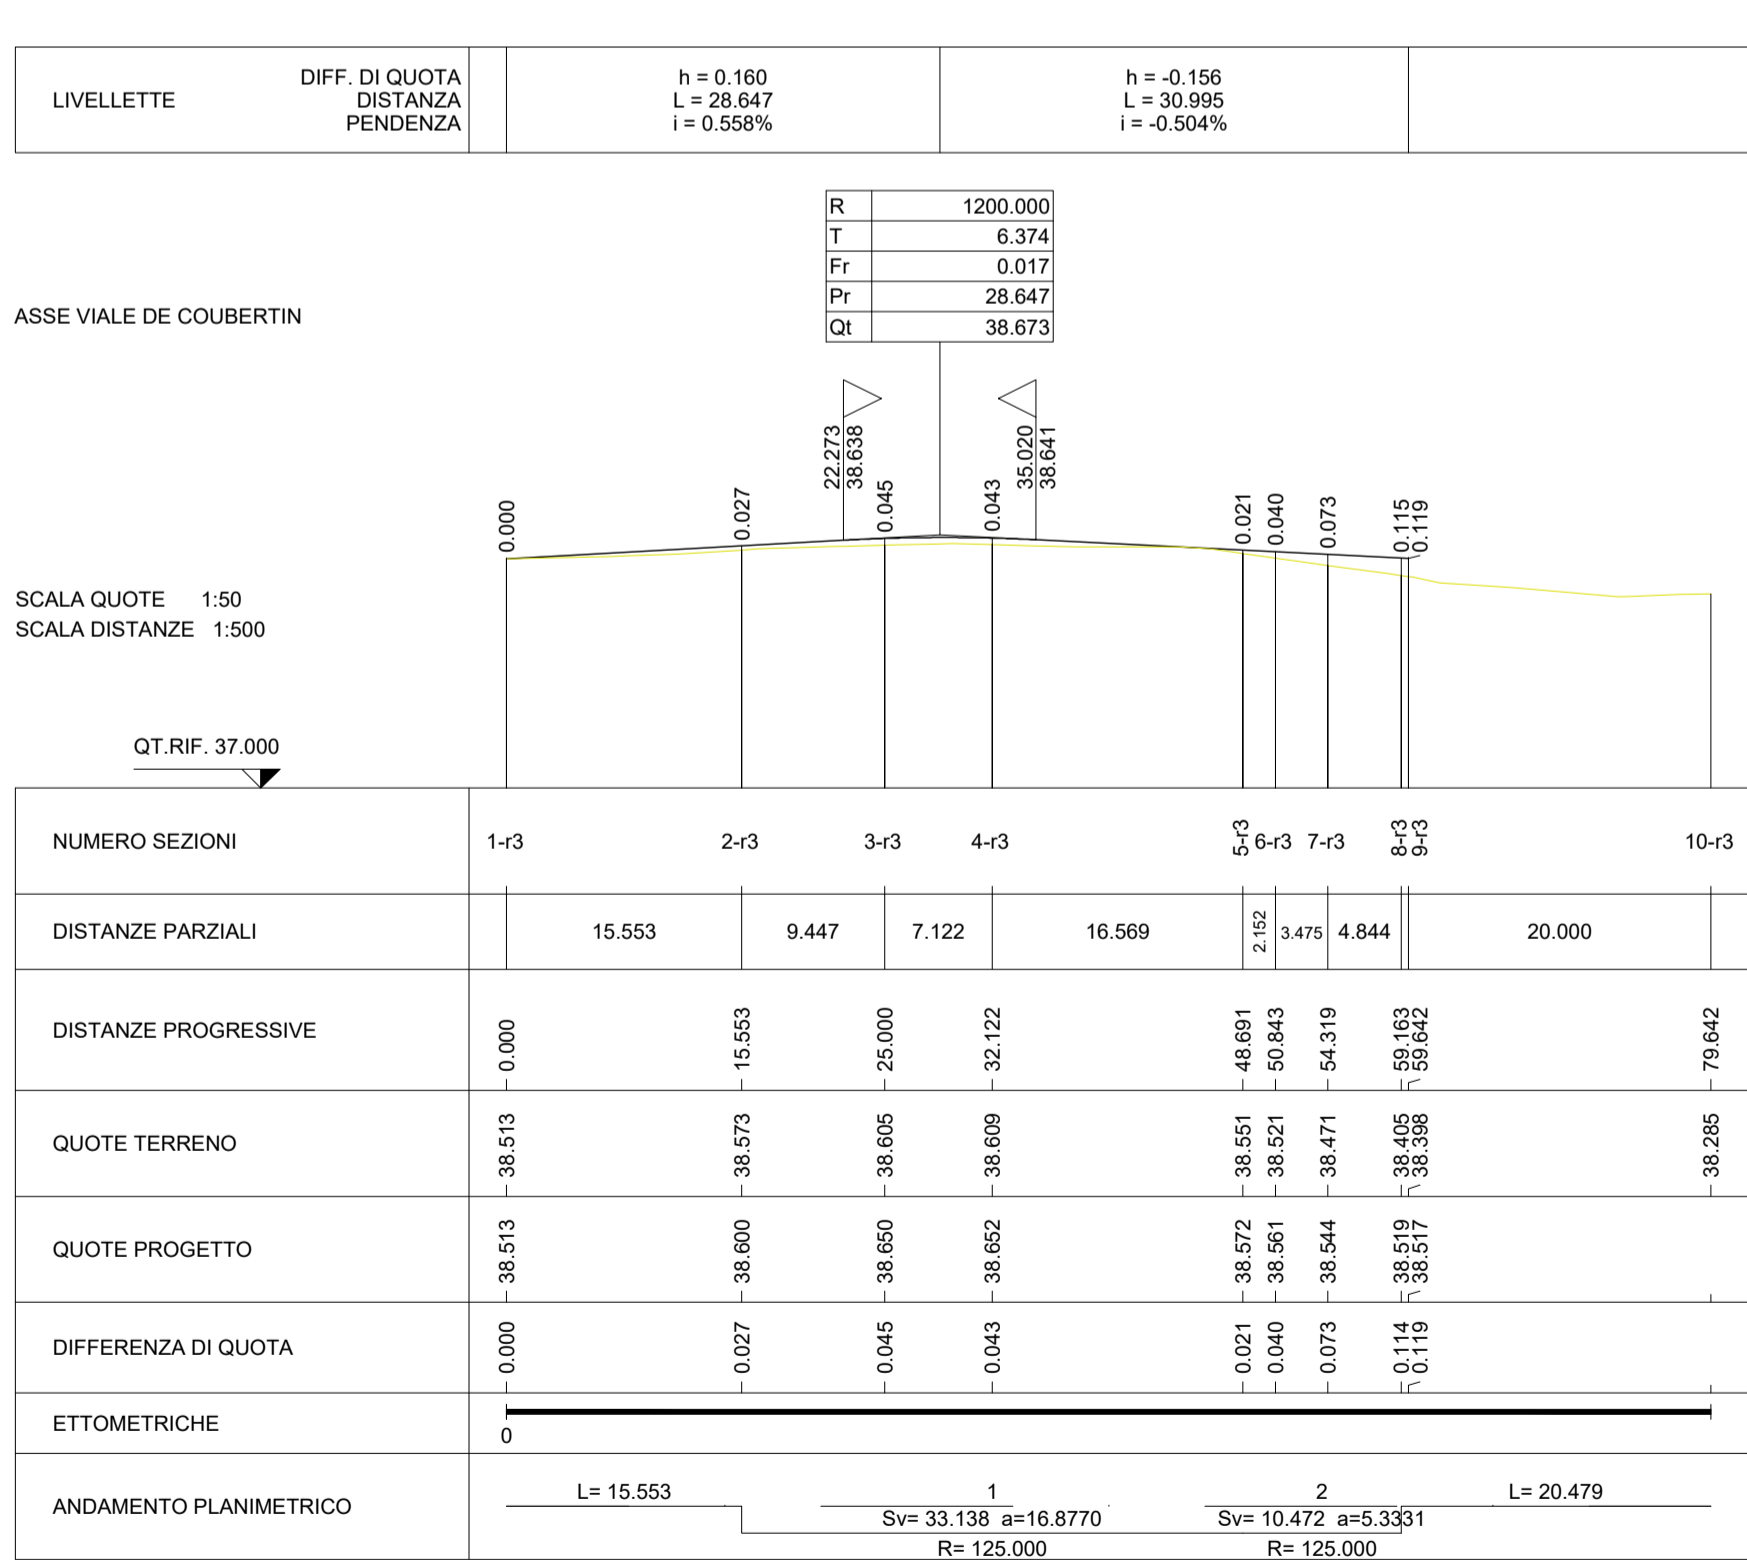 LIVELLETTE
DIFF. DI QUOTA
DISTANZA
PENDENZA
h = 0.160
L = 28.647
i = 0.558%
h = -0.156
L = 30.995
i = -0.504%
R 1200.000
T 6.374
Fr 0.017
Pr 28.647
Qt 38.673
ASSE VIALE DE COUBERTIN
22.273
38.638
35.020
38.641
0.000 0.027 0.045 0.043 0.021 0.040 0.073 0.115 0.119
SCALA QUOTE 1:50
SCALA DISTANZE 1:500
QT.RIF. 37.000
NUMERO SEZIONI 1-r3 2-r3 3-r3 4-r3 5-r3 6-r3 7-r3 8-r3 9-r3 10-r3
DISTANZE PARZIALI 15.553 9.447 7.122 16.569 2.152 3.475 4.844 20.000
DISTANZE PROGRESSIVE 0.000 15.553 25.000 32.122 48.691 50.843 54.319 59.163 59.642 79.642
QUOTE TERRENO 38.513 38.573 38.605 38.609 38.551 38.521 38.471 38.405 38.398 38.285
QUOTE PROGETTO 38.513 38.600 38.650 38.652 38.572 38.561 38.544 38.519 38.517
DIFFERENZA DI QUOTA 0.000 0.027 0.045 0.043 0.021 0.040 0.073 0.114 0.119
ETTOMETRICHE
0
ANDAMENTO PLANIMETRICO
L= 15.553 1 2 L= 20.479
Sv= 33.138 a=16.8770 Sv= 10.472 a=5.3331
R= 125.000 R= 125.000